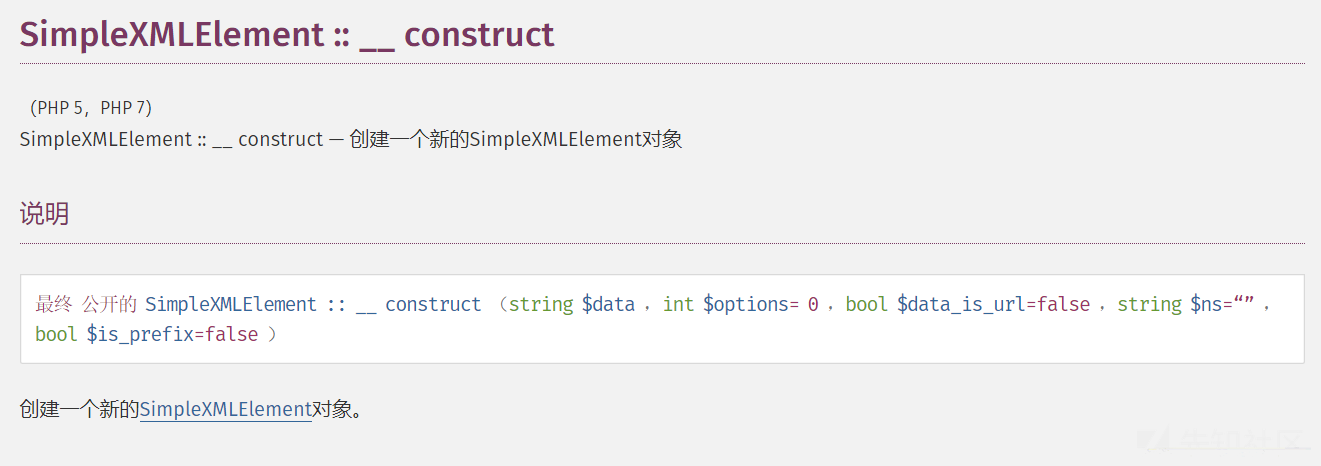 SimpleXMLElement :: __ construct
（PHP 5，PHP 7）
SimpleXMLElement :: __ construct — 创建一个新的SimpleXMLElement对象
说明
最终 公开的 SimpleXMLElement :: __ construct （string $data ，int $options= 0 ，bool $data_is_url=false ，string $ns=“” ，
bool $is_prefix=false ）
创建一个新的SimpleXMLElement对象。